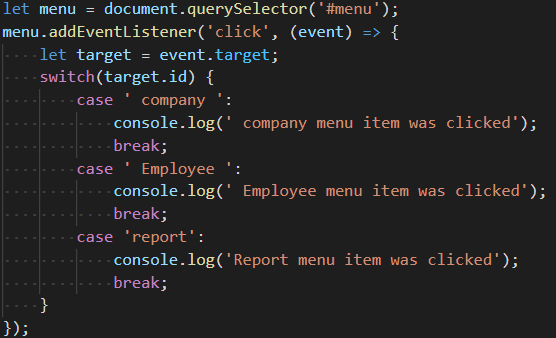 let menu = document.querySelector('#menu');
menu.addEventListener('click', (event) => {
    let target = event.target;
    switch(target.id) {
        case ' company ':
            console.log(' company menu item was clicked');
            break;
        case ' Employee ':
            console.log(' Employee menu item was clicked');
            break;
        case 'report':
            console.log('Report menu item was clicked');
            break;
    }
});